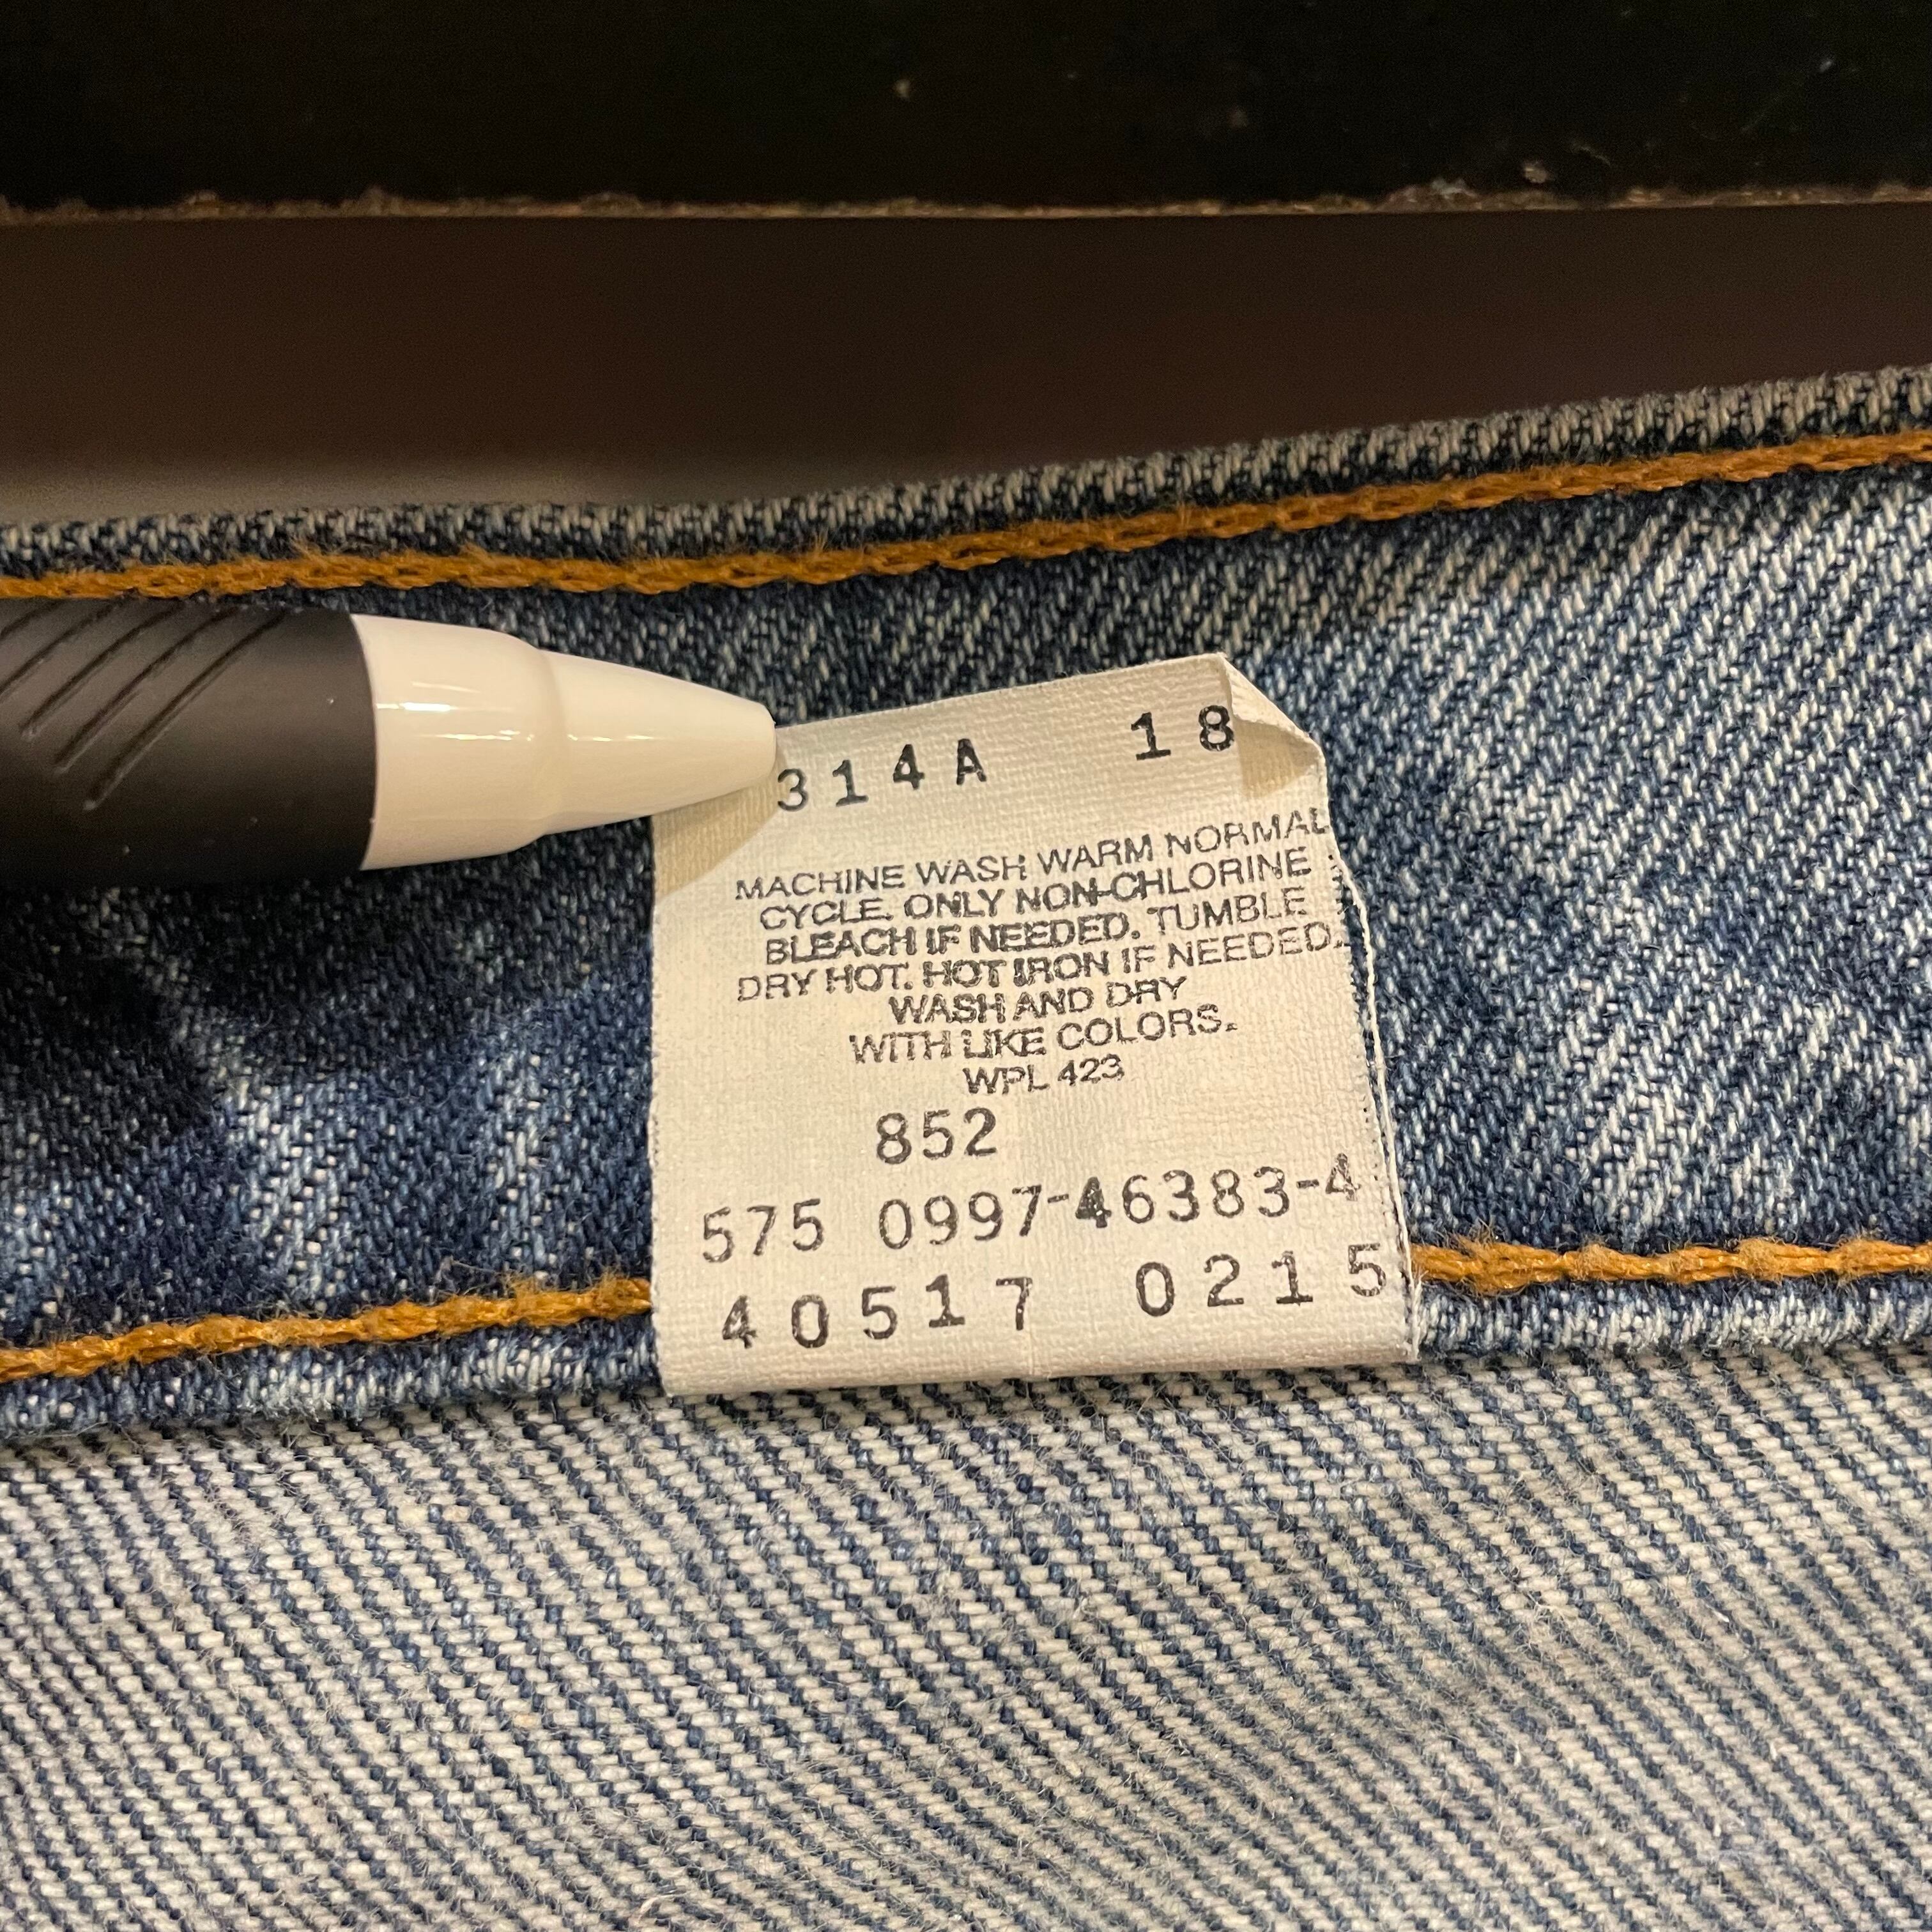 314A 18
MACHINE WASH WARM NORMAL
CYCLE. ONLY NON-CHLORINE
BLEACH IF NEEDED. TUMBLE
DRY HOT. HOT IRON IF NEEDED.
WASH AND DRY
WITH LIKE COLORS.
WPL 423
852
575 0997-46383-4
40517 0215